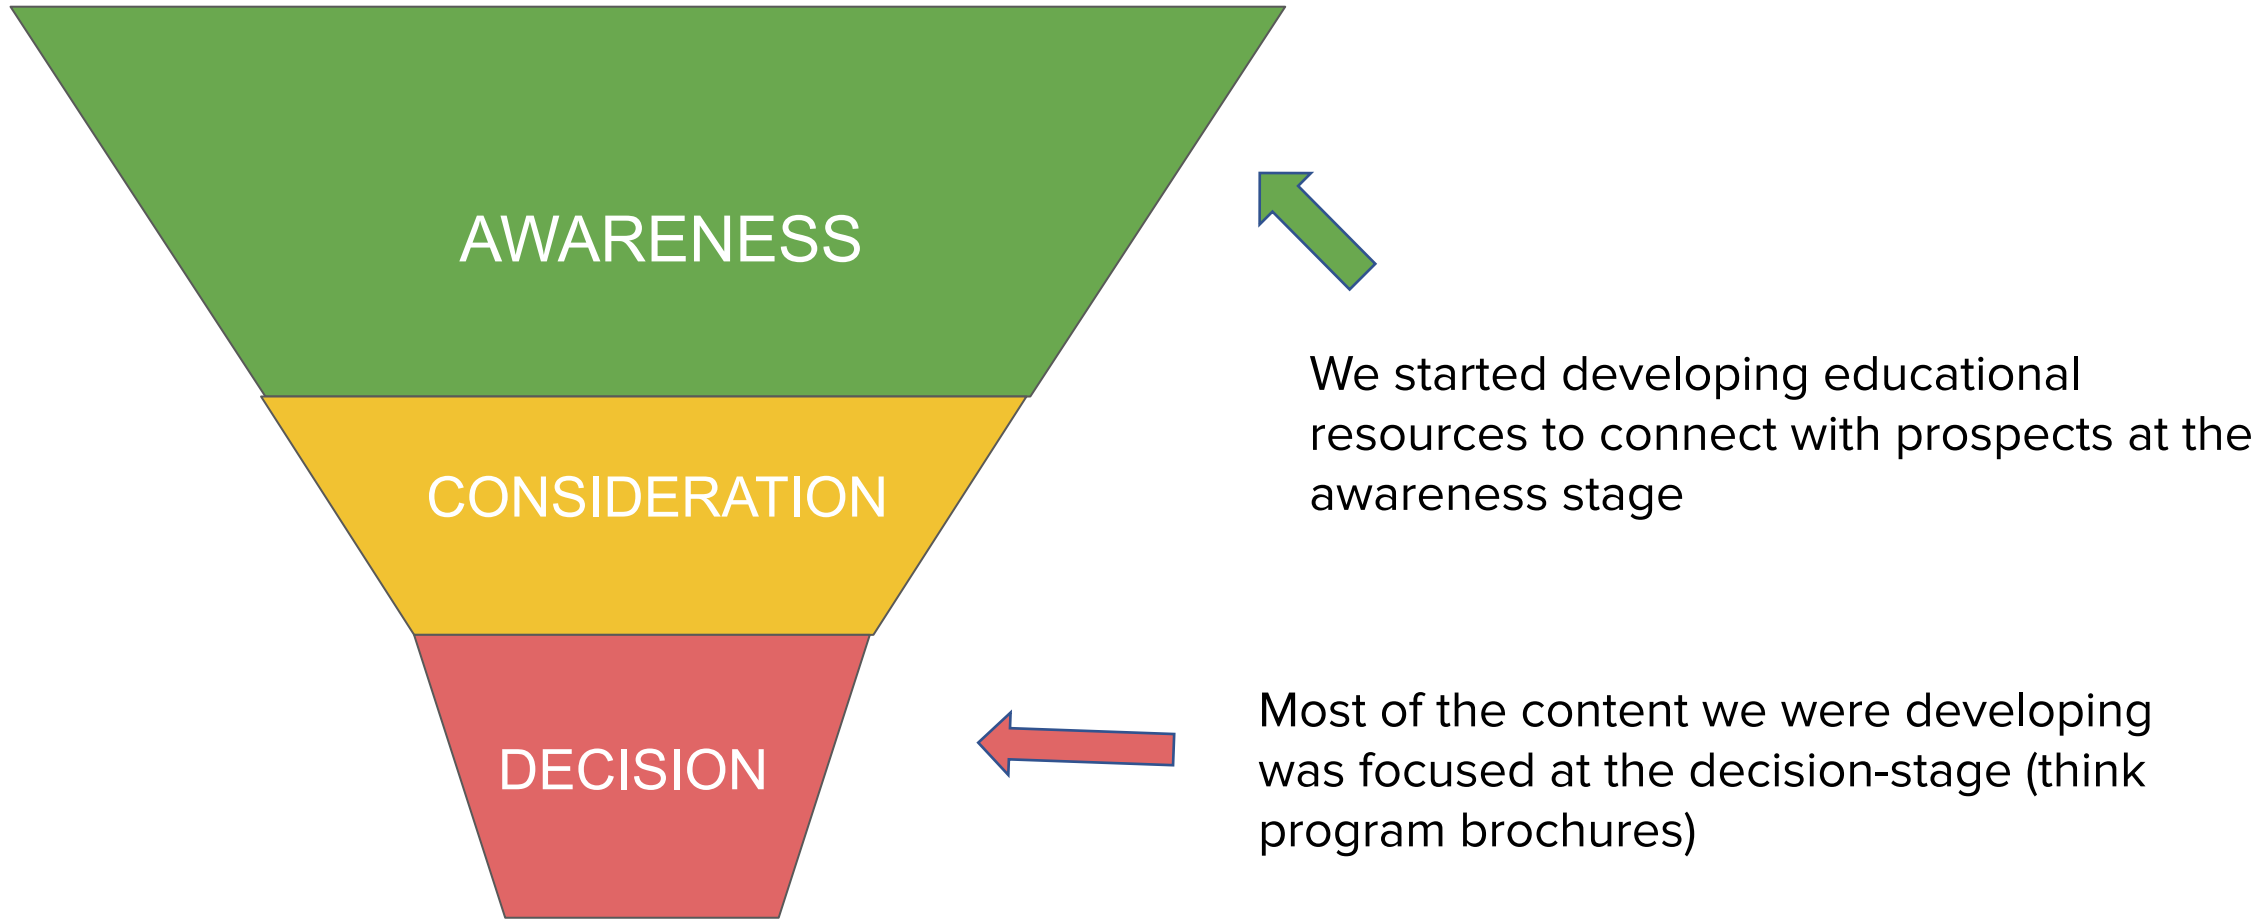 AWARENESS
We started developing educational
resources to connect with prospects at the
awareness stage
CONSIDERATION
Most of the content we were developing
was focused at the decision-stage (think
program brochures)
DECISION